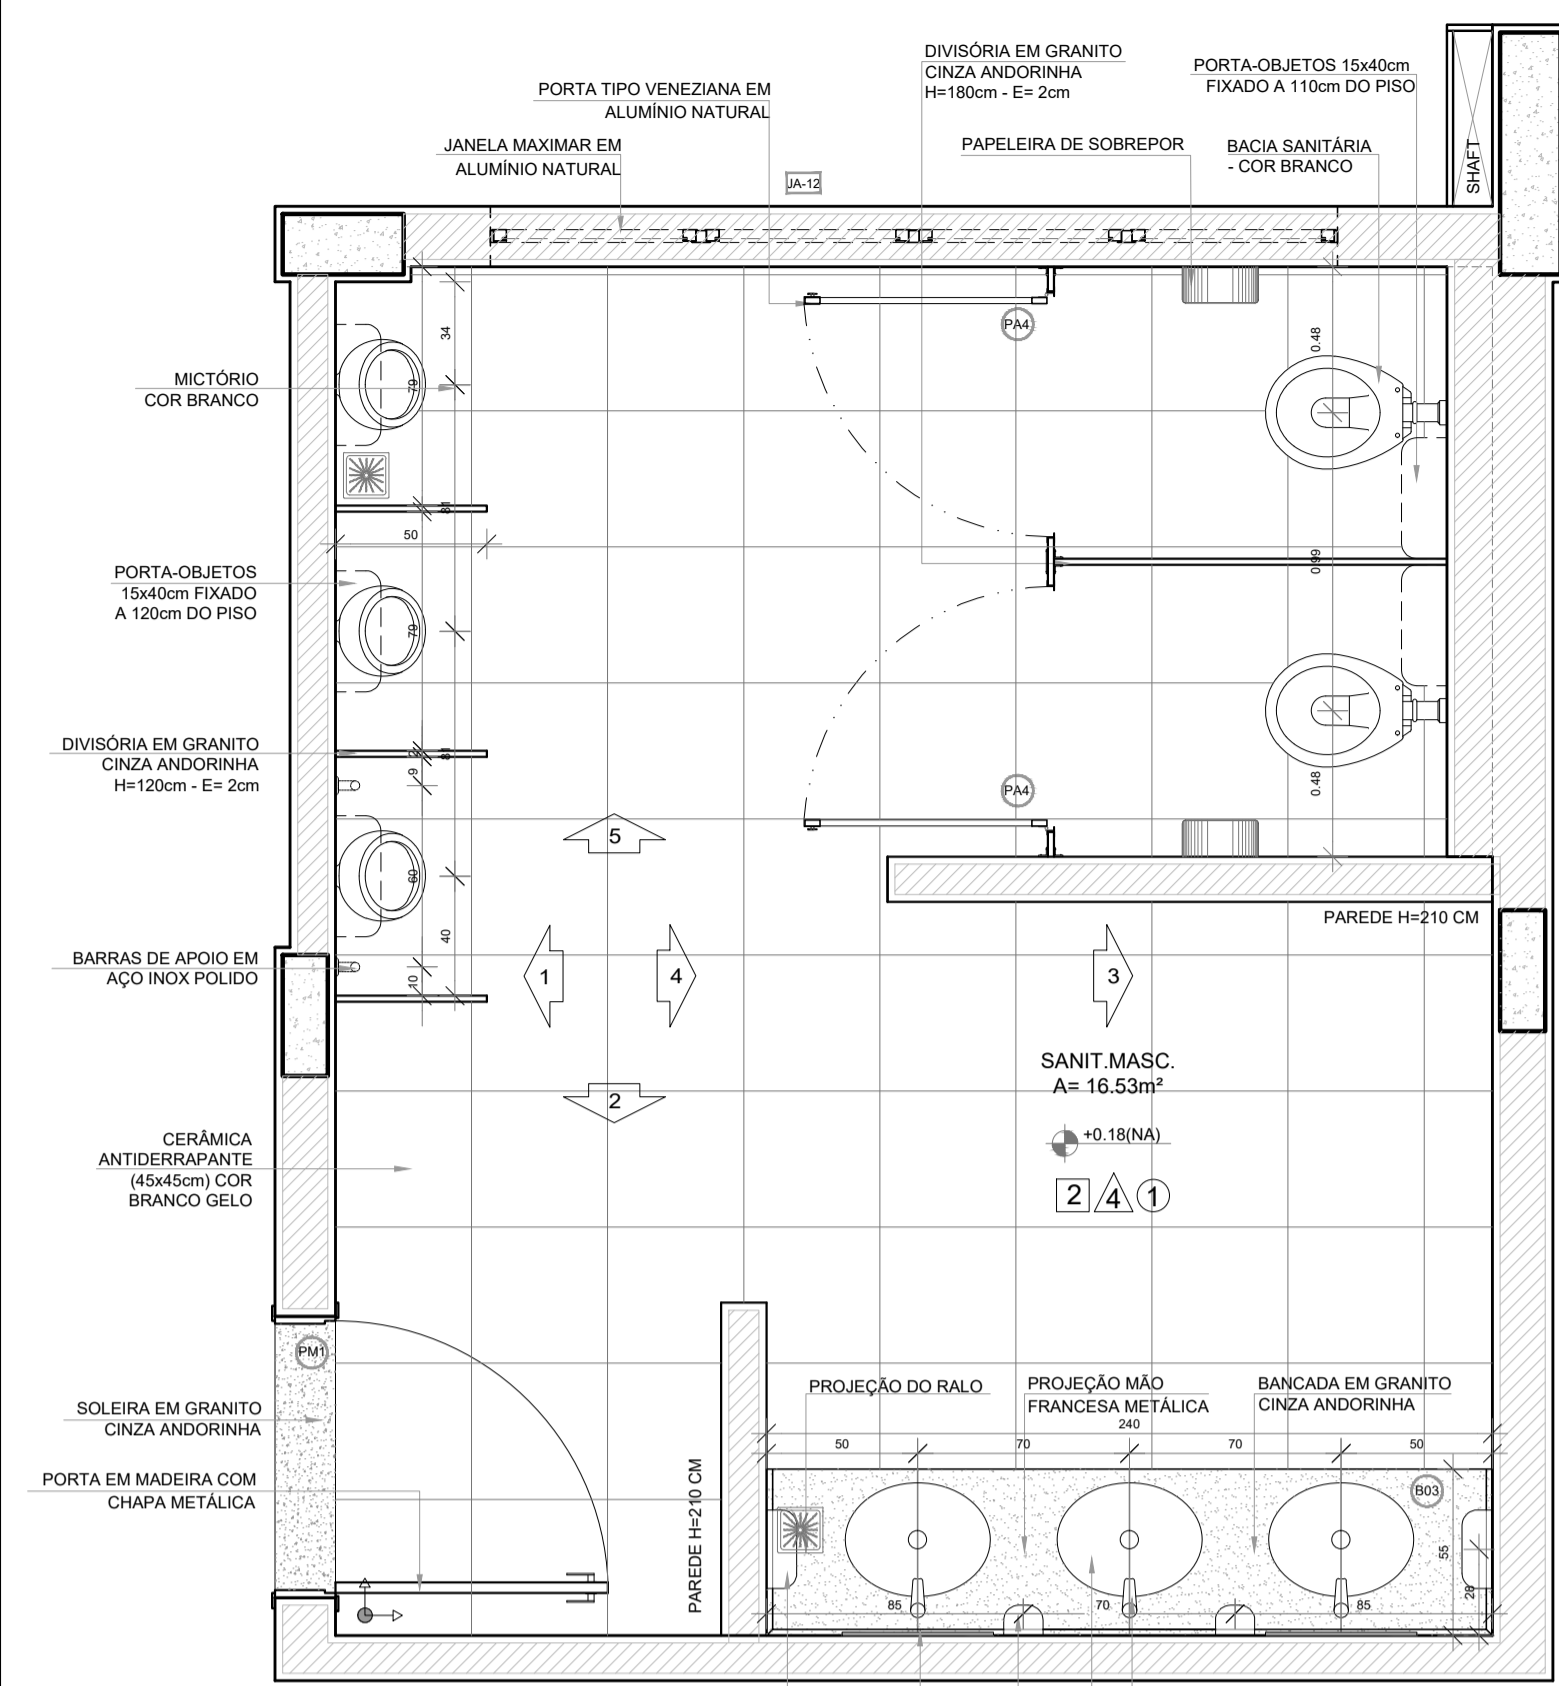 DIVISÓRIA EM GRANITO
CINZA ANDORINHA
H=180cm - E= 2cm
PORTA-OBJETOS 15x40cm
FIXADO A 110cm DO PISO
PORTA TIPO VENEZIANA EM
ALUMÍNIO NATURAL
JANELA MAXIMAR EM
ALUMÍNIO NATURAL
PAPELEIRA DE SOBREPOR
BACIA SANITÁRIA
- COR BRANCO
SHAFT
JA-12
34
PA4
0.48
MICTÓRIO
COR BRANCO
79
81
50
0.99
PORTA-OBJETOS
15x40cm FIXADO
A 120cm DO PISO
79
DIVISÓRIA EM GRANITO
CINZA ANDORINHA
H=120cm - E= 2cm
2
81
9
PA4
0.48
5
60
40
PAREDE H=210 CM
BARRAS DE APOIO EM
AÇO INOX POLIDO
10
1
4
3
SANIT.MASC.
A= 16.53m²
2
+0.18(NA)
CERÂMICA
ANTIDERRAPANTE
(45x45cm) COR
BRANCO GELO
2
4
1
PM1
SOLEIRA EM GRANITO
CINZA ANDORINHA
PORTA EM MADEIRA COM
CHAPA METÁLICA
PAREDE H=210 CM
PROJEÇÃO DO RALO
PROJEÇÃO MÃO
FRANCESA METÁLICA
BANCADA EM GRANITO
CINZA ANDORINHA
240
50
70
70
50
B03
55
28
85
70
85